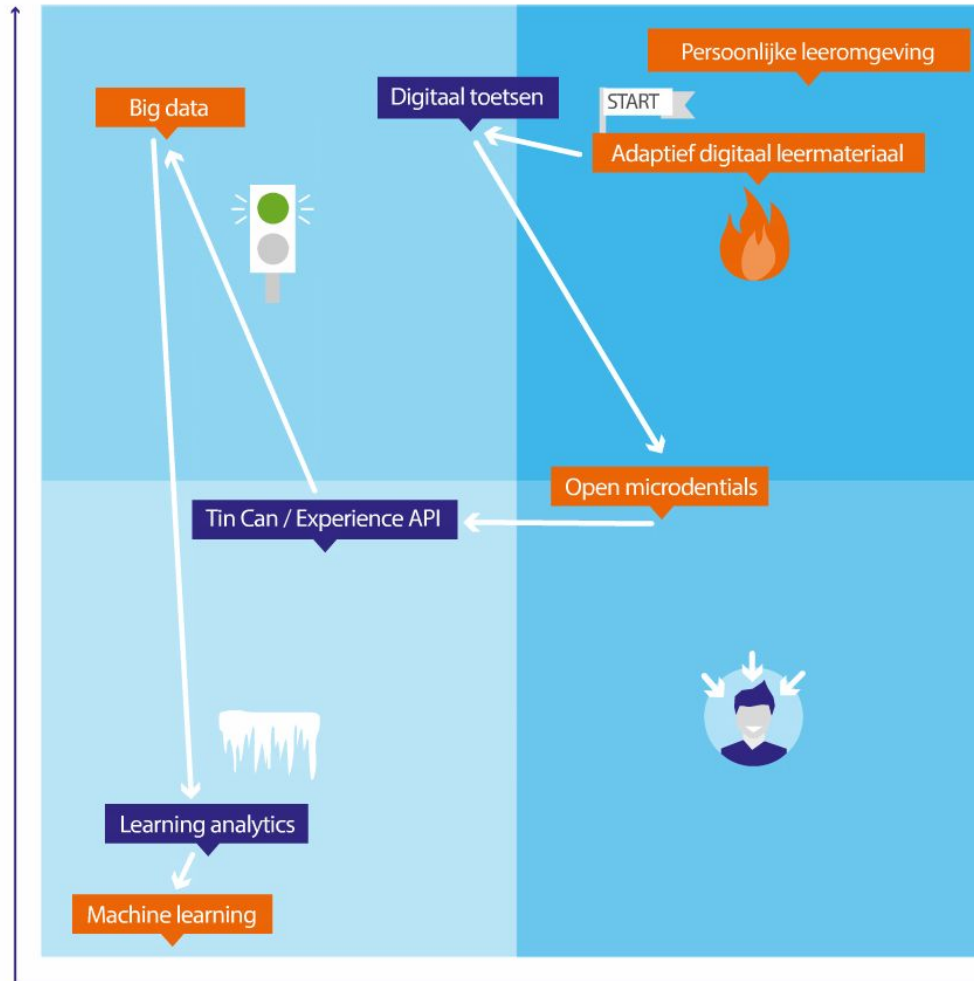 Persoonlijke leeromgeving
Big data
Digitaal toetsen
START
Adaptief digitaal leermateriaal
Open microdentials
Tin Can / Experience API
Learning analytics
Machine learning